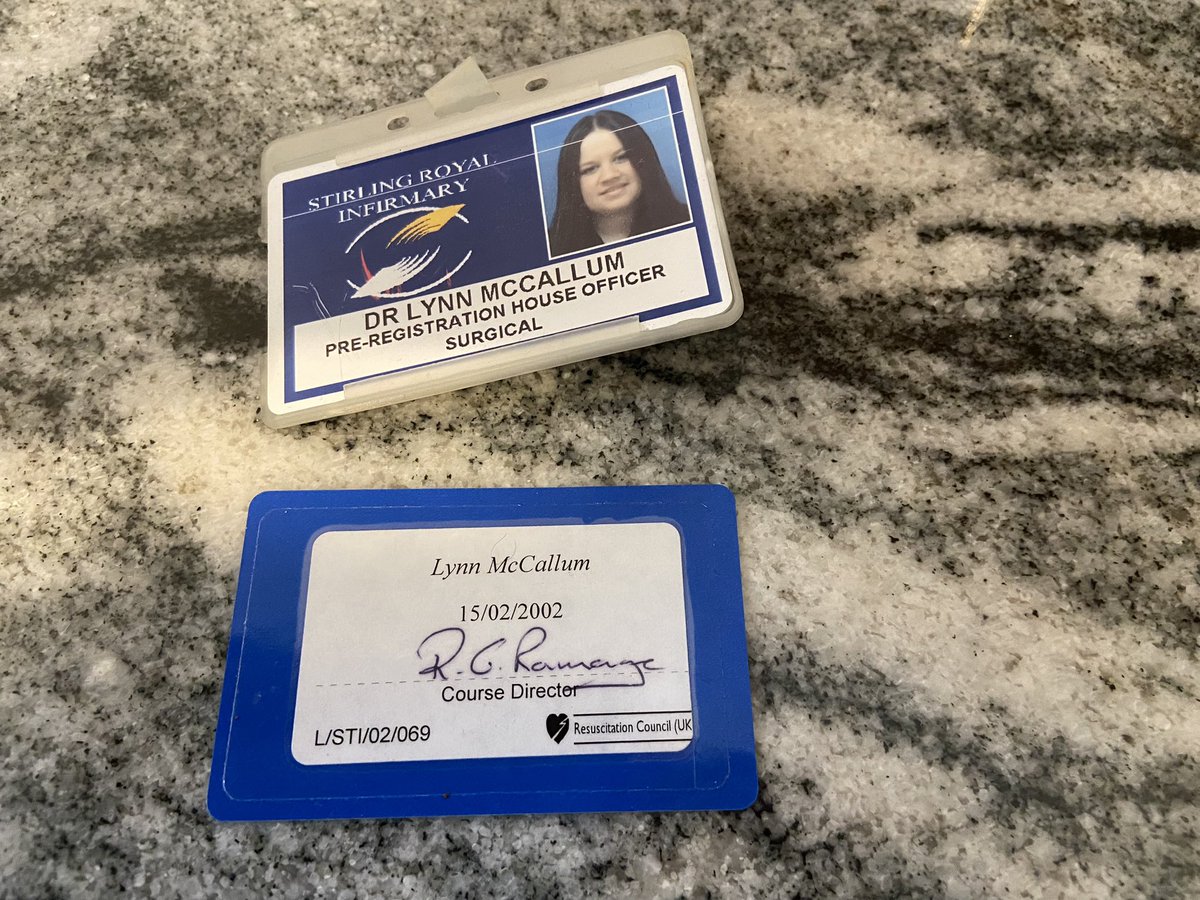 STIRLING ROYAL
INFIRMARY
DR LYNN MCCALLUM
PRE-REGISTRATION HOUSE OFFICER
SURGICAL
Lynn McCallum
15/02/2002
R. G. Ramage
Course Director
L/STI/02/069
Resuscitation Council (UK